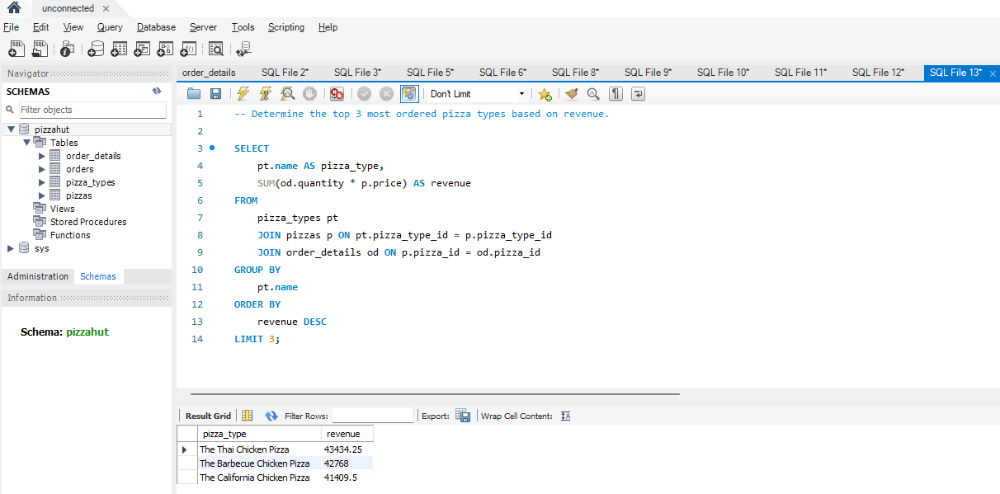 unconnected
File Edit View Query Database Server Tools Scripting Help
Navigator
SCHEMAS
Filter objects
pizzahut
Tables
order_details
orders
pizza_types
pizzas
Views
Stored Procedures
Functions
sys
Administration Schemas
Information
Schema: pizzahut
order_details SQL File 2* SQL File 3* SQL File 5* SQL File 6* SQL File 8* SQL File 9* SQL File 10* SQL File 11* SQL File 12* SQL File 13*
Don't Limit
1 -- Determine the top 3 most ordered pizza types based on revenue.
2
3 SELECT
4 pt.name AS pizza_type,
5 SUM(od.quantity * p.price) AS revenue
6 FROM
7 pizza_types pt
8 JOIN pizzas p ON pt.pizza_type_id = p.pizza_type_id
9 JOIN order_details od ON p.pizza_id = od.pizza_id
10 GROUP BY
11 pt.name
12 ORDER BY
13 revenue DESC
14 LIMIT 3;
Result Grid Filter Rows: Export: Wrap Cell Content:
pizza_type revenue
The Thai Chicken Pizza 43434.25
The Barbecue Chicken Pizza 42768
The California Chicken Pizza 41409.5